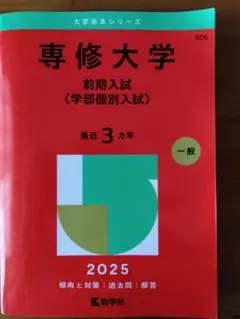 大学赤本シリーズ
306
専修大学
前期入試
〈学部個別入試〉
最近3カ年
一般
2025
傾向と対策｜過去問｜解答
教学社